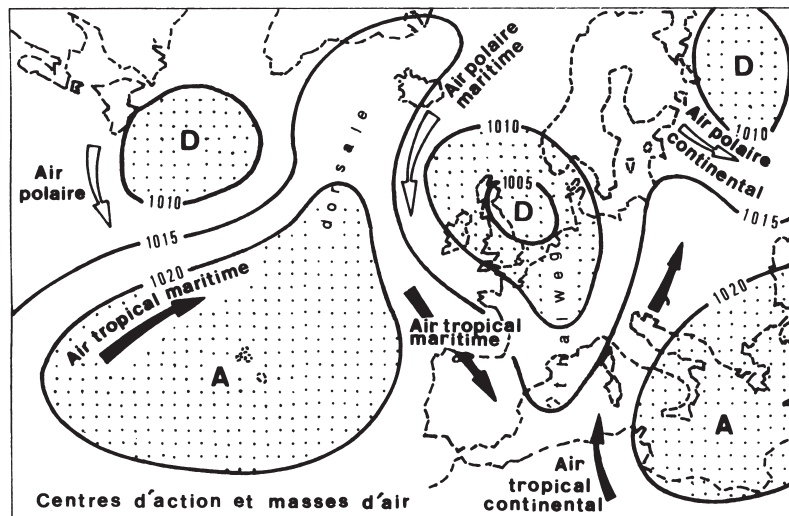 Air polaire
maritime
D
1010
D
1010
dorsale
1010
Air polaire
continental
Air
polaire
1005
D
1015
1015
1020
thalweg
1020
Air tropical maritime
Air tropical
maritime
A
A
Air
tropical
continental
Centres d'action et masses d'air